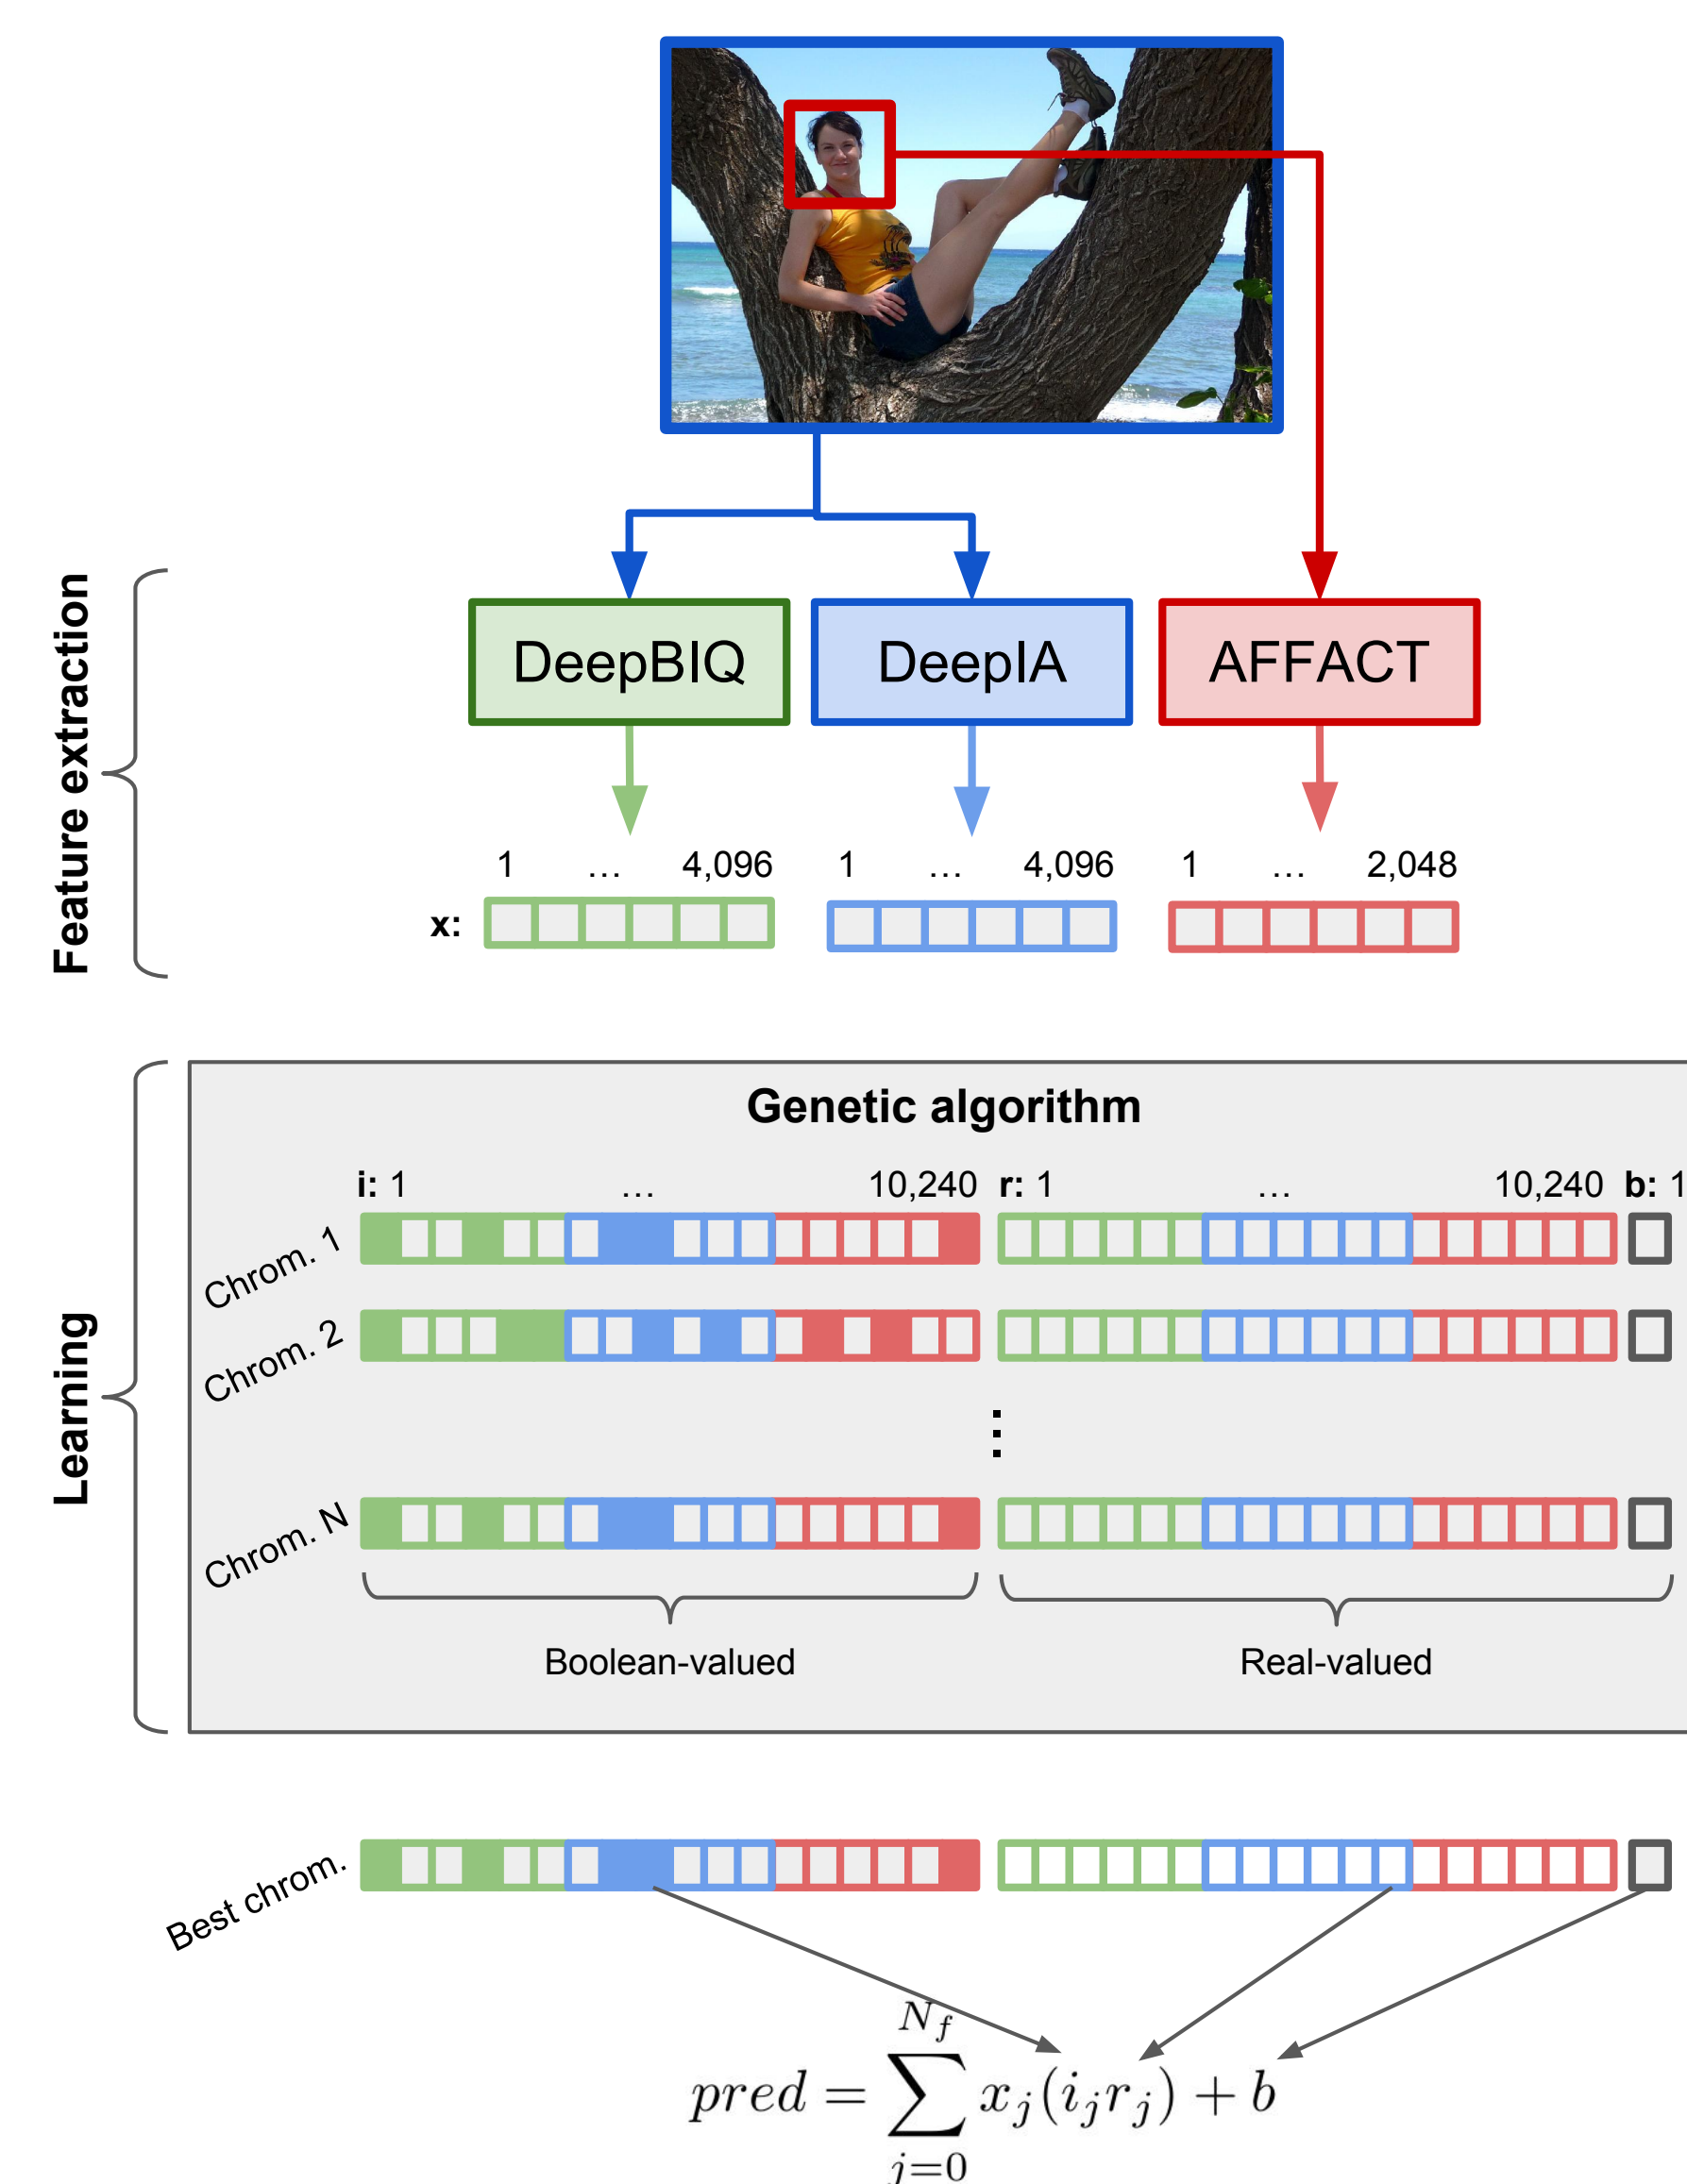 Feature extraction
DeepBIQ
DeepIA
AFFACT
1 … 4,096
1 … 4,096
1 … 2,048
x:
Learning
Genetic algorithm
i: 1 … 10,240 r: 1 … 10,240 b: 1
Chrom. 1
Chrom. 2
⋮
Chrom. N
Boolean-valued
Real-valued
Best chrom.
pred = \sum_{j=0}^{N_f} x_j(i_j r_j) + b